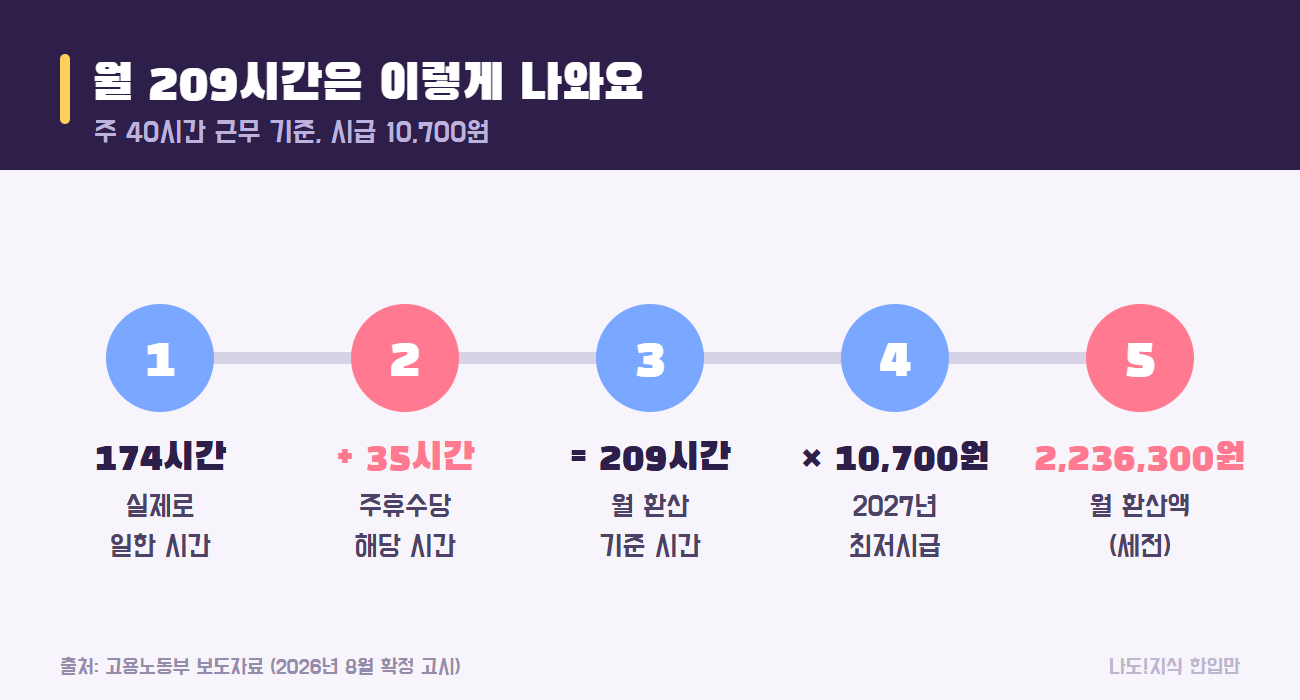 월 209시간은 이렇게 나와요
주 40시간 근무 기준, 시급 10,700원
1
2
3
4
5
174시간
+ 35시간
= 209시간
× 10,700원
2,236,300원
실제로
일한 시간
주휴수당
해당 시간
월 환산
기준 시간
2027년
최저시급
월 환산액
(세전)
출처: 고용노동부 보도자료 (2026년 8월 확정 고시)
나도!지식 한입만